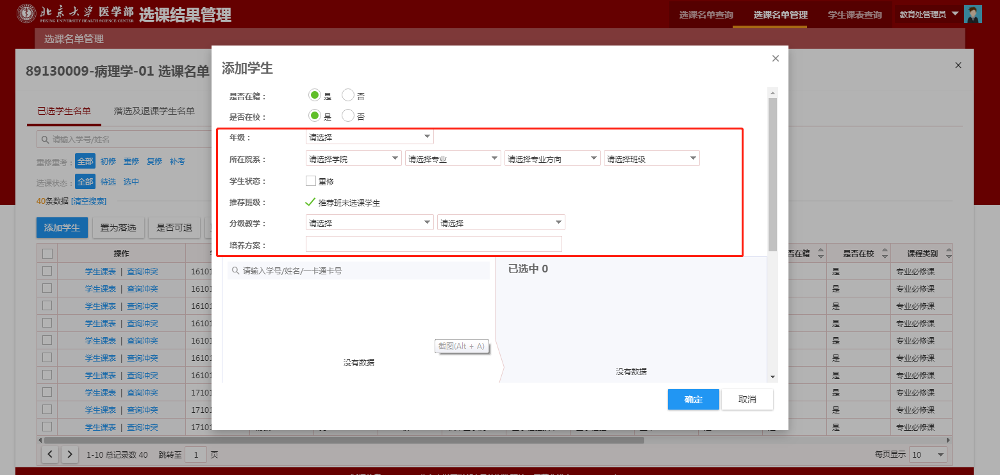 北京大学 医学部 选课结果管理
PEKING UNIVERSITY HEALTH SCIENCE CENTER
选课名单查询 选课名单管理 学生课表查询 教育处管理员
选课名单管理
89130009-病理学-01 选课名单
已选学生名单 落选及退课学生名单
请输入学号/姓名
重修重考： 全部 初修 重修 复修 补考
选课状态： 全部 待选 选中
40条数据 [清空搜索]
添加学生 置为落选 是否可退
操作
学生课表 | 查询冲突 16101
学生课表 | 查询冲突 16101
学生课表 | 查询冲突 16101
学生课表 | 查询冲突 16101
学生课表 | 查询冲突 16101
学生课表 | 查询冲突 16101
学生课表 | 查询冲突 16101
学生课表 | 查询冲突 17101
学生课表 | 查询冲突 17101
学生课表 | 查询冲突 17101
1-10 总记录数 40 跳转至 1 页
添加学生
是否在籍： 是 否
是否在校： 是 否
年级： 请选择
所在院系： 请选择学院 请选择专业 请选择专业方向 请选择班级
学生状态： 重修
推荐班级： 推荐班未选课学生
分级教学： 请选择 请选择
培养方案：
请输入学号/姓名/一卡通卡号
已选中 0
截图(Alt + A)
没有数据
没有数据
确定 取消
否在籍 是否在校 课程类别
是 专业必修课
是 专业必修课
是 专业必修课
是 专业必修课
是 专业必修课
是 专业必修课
是 专业必修课
是 专业必修课
是 专业必修课
是 专业必修课
每页显示 10